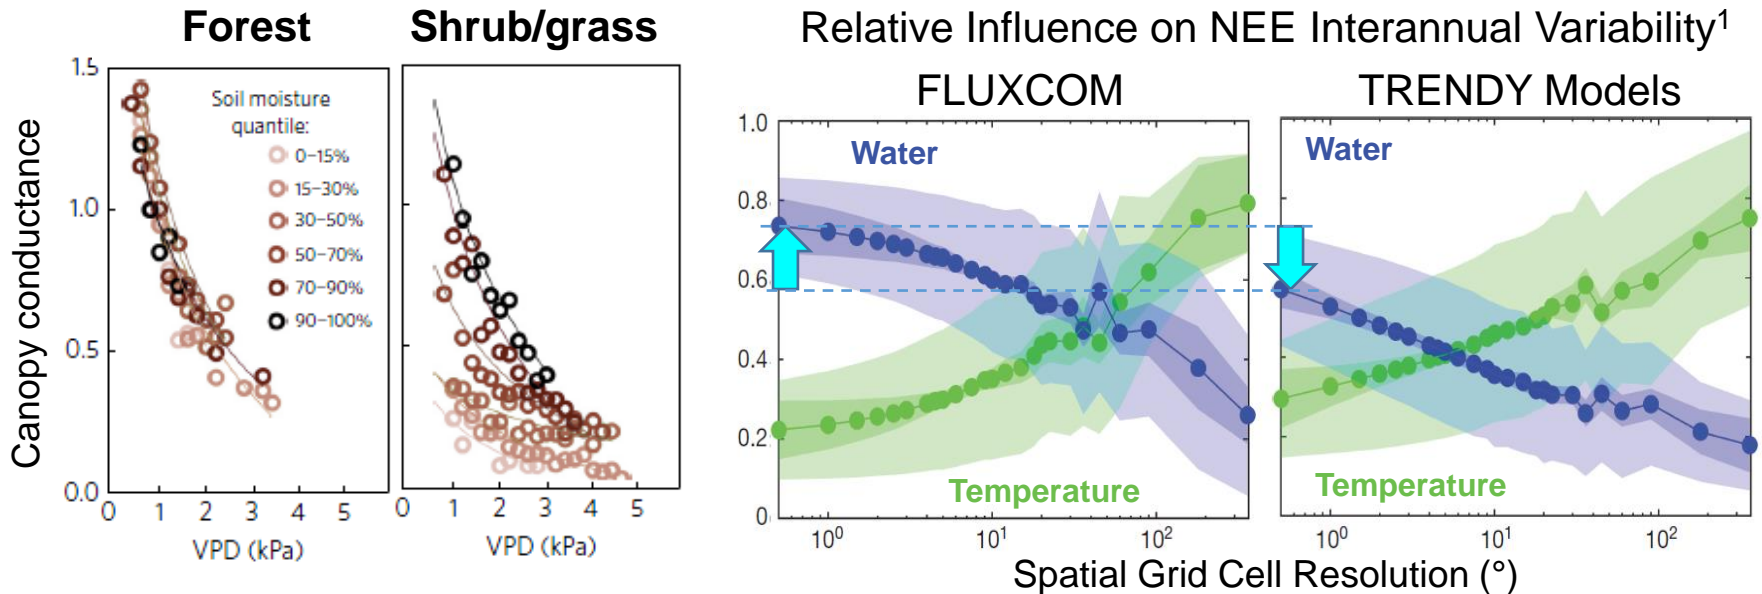 Forest
Shrub/grass
Relative Influence on NEE Interannual Variability¹
FLUXCOM
TRENDY Models
Canopy conductance
1.5
1.0
0.5
0.0
Soil moisture
quantile:
0–15%
15–30%
30–50%
50–70%
70–90%
90–100%
0 1 2 3 4 5
VPD (kPa)
0 1 2 3 4 5
VPD (kPa)
1.0
0.8
0.6
0.4
0.2
0
Water
Temperature
10⁰ 10¹ 10²
Water
Temperature
10⁰ 10¹ 10²
Spatial Grid Cell Resolution (°)